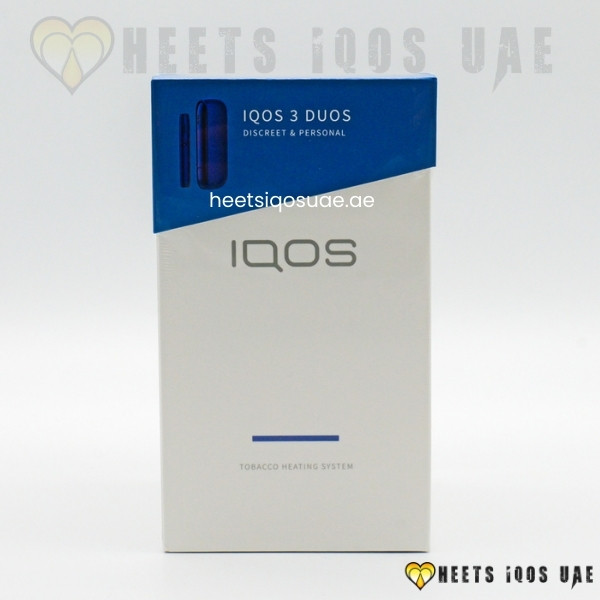 HEETS iQOS UAE
IQOS 3 DUOS
DISCREET & PERSONAL
heetsiqosuae.ae
IQOS
TOBACCO HEATING SYSTEM
HEETS iQOS UAE